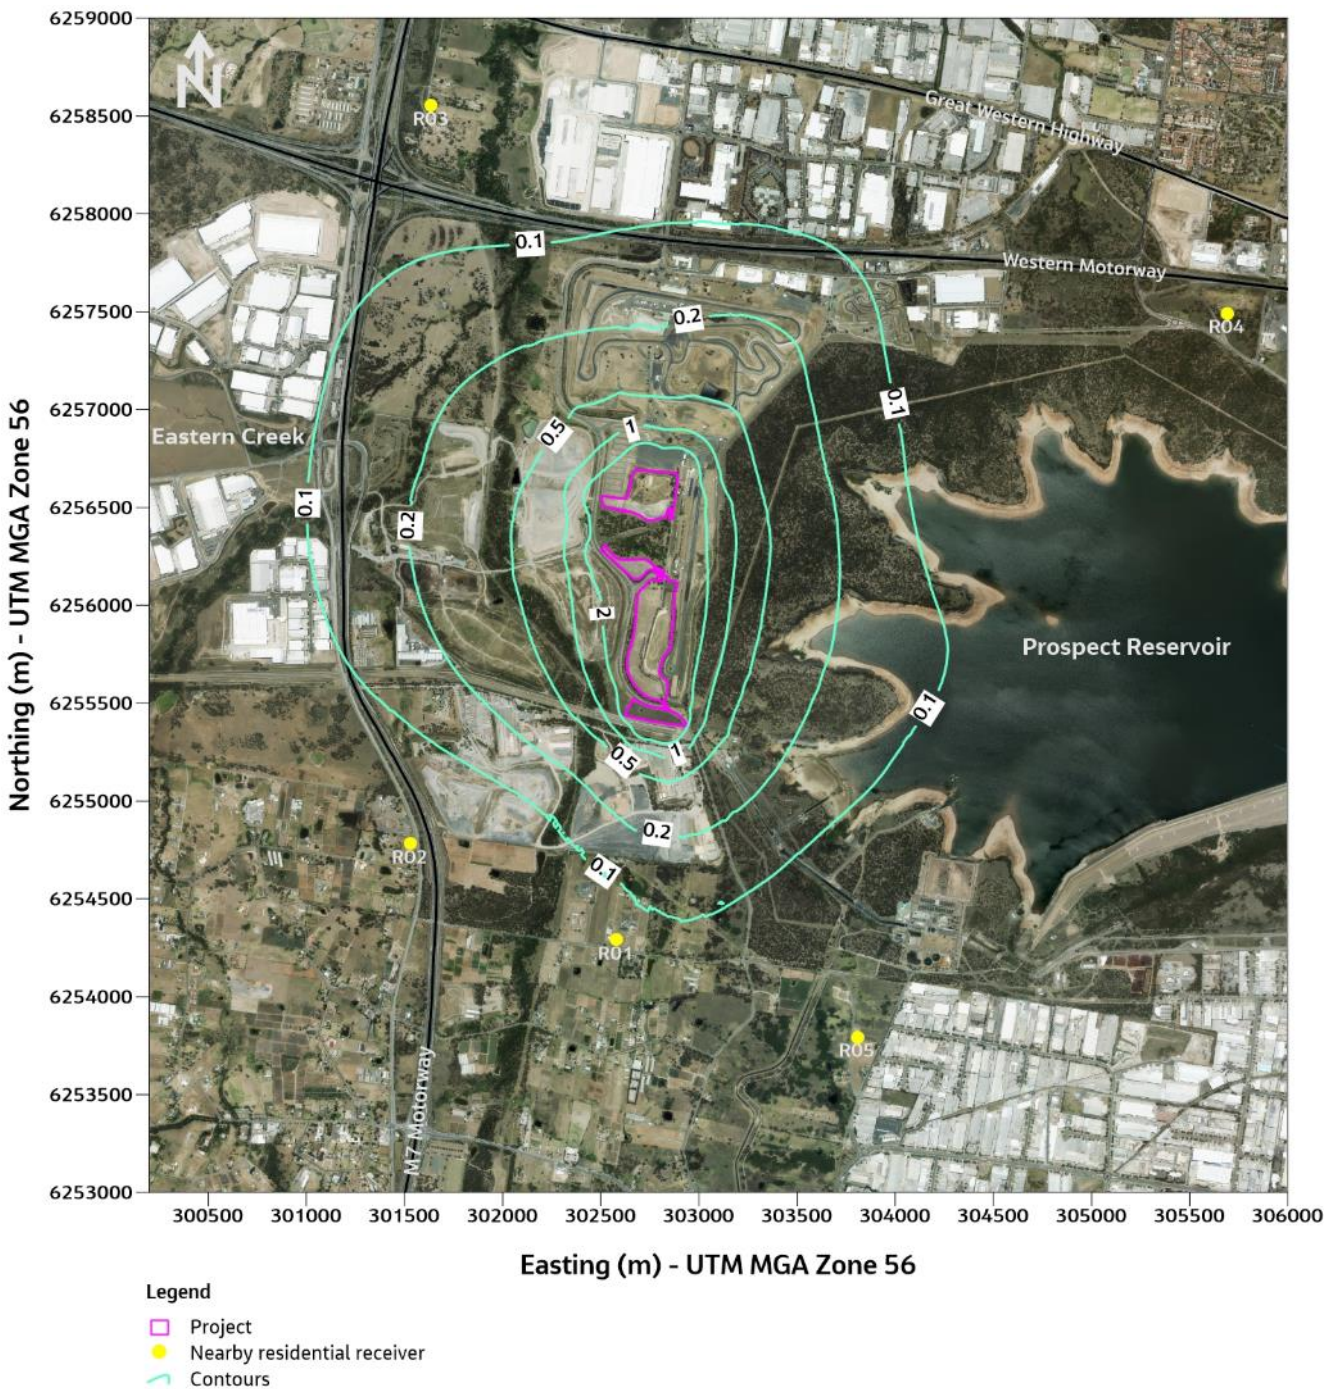 6259000
6258500
6258000
6257500
6257000
6256500
6256000
6255500
6255000
6254500
6254000
6253500
6253000
Northing (m) - UTM MGA Zone 56
N
R03
Great Western Highway
Western Motorway
R04
0.1
0.2
0.1
Eastern Creek
0.5
1
0.1
0.2
2
Prospect Reservoir
0.1
0.5
1
0.2
R02
0.1
R01
R05
M7 Motorway
300500 301000 301500 302000 302500 303000 303500 304000 304500 305000 305500 306000
Easting (m) - UTM MGA Zone 56
Legend
Project
Nearby residential receiver
Contours